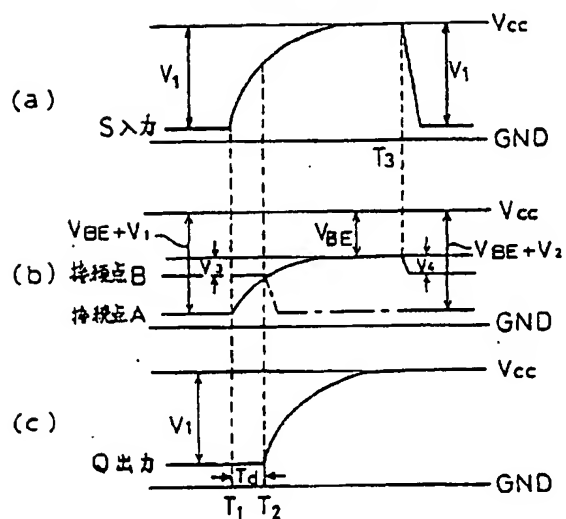 Vcc
V1
V1
(a)
S入力
GND
T3
Vcc
VBE+V1
VBE
VBE+V2
(b)
接続点B
V3
V4
接続点A
GND
Vcc
(c)
V1
Q出力
Td
GND
T1
T2